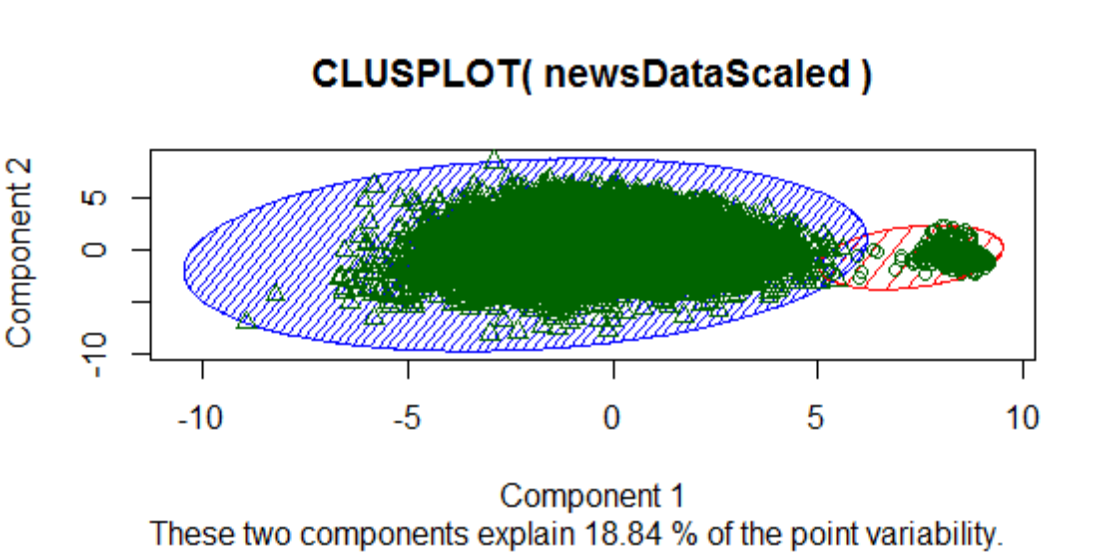 CLUSPLOT( newsDataScaled )
Component 2
5
0
-10
-10
-5
0
5
10
Component 1
These two components explain 18.84 % of the point variability.